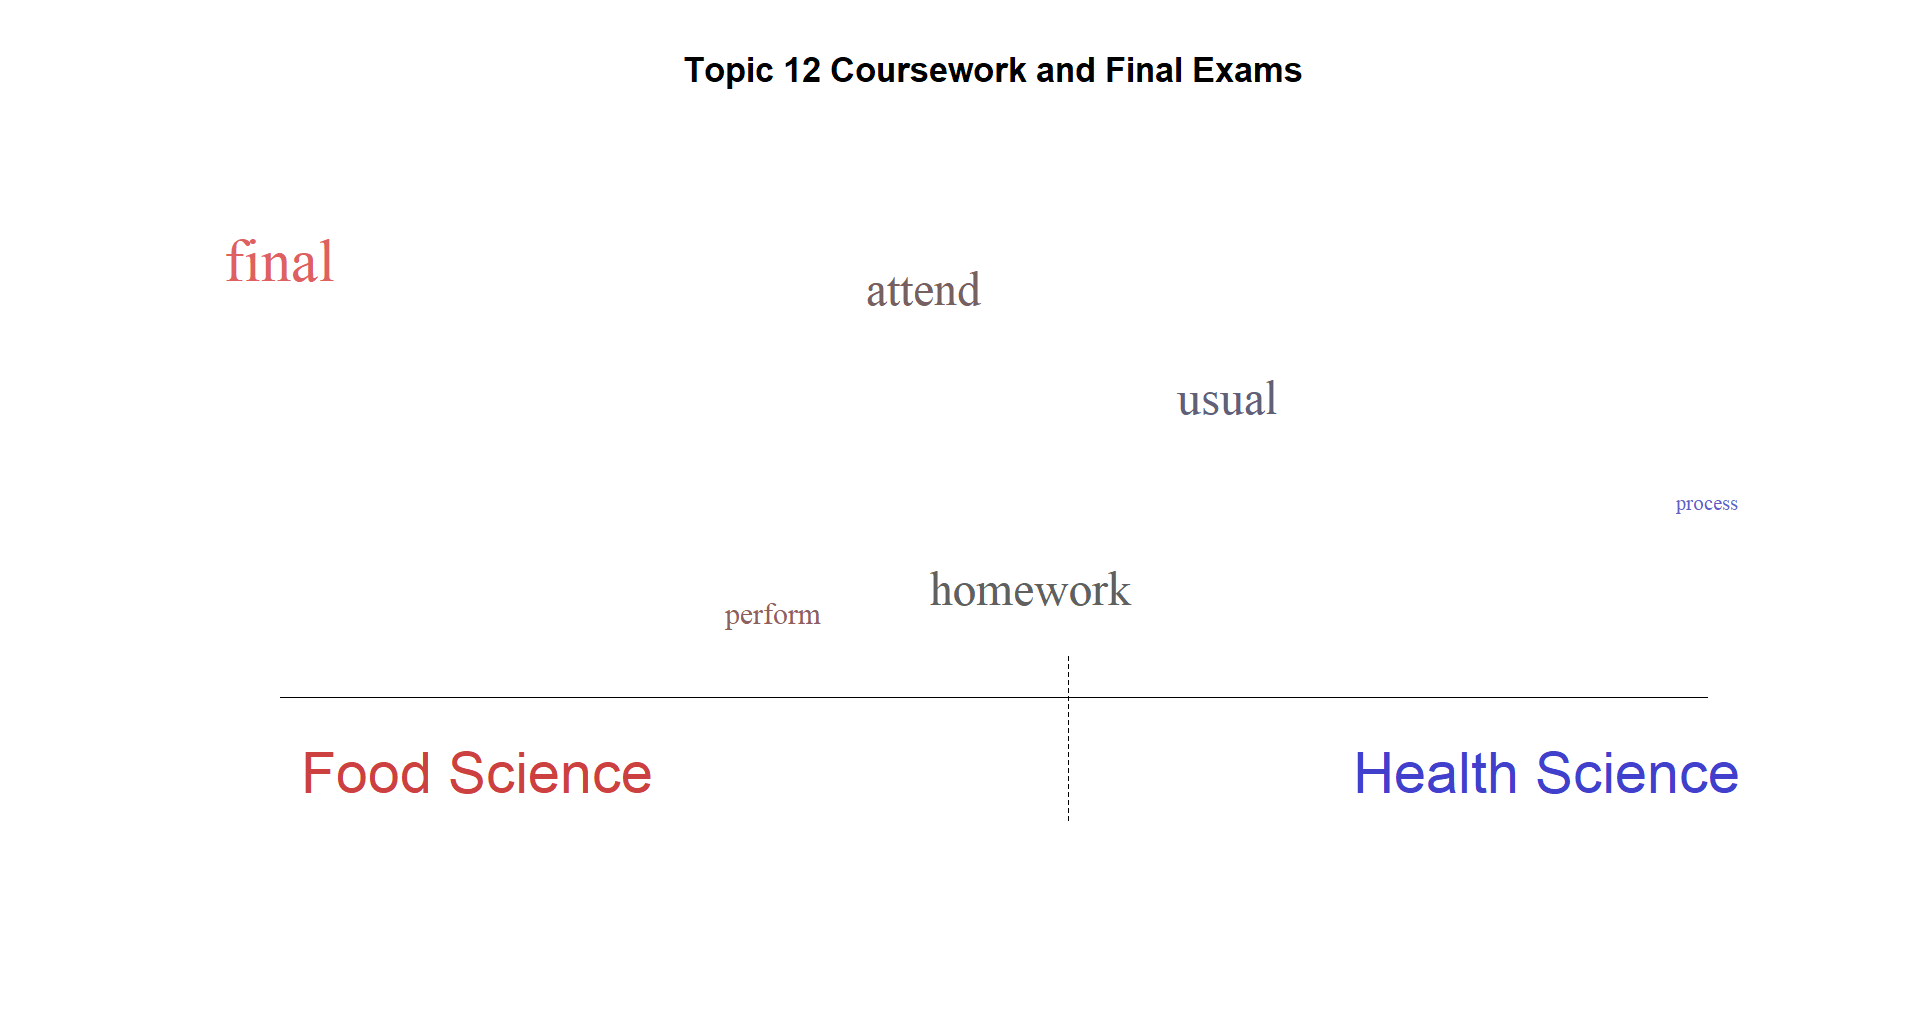 Topic 12 Coursework and Final Exams
final
attend
usual
process
homework
perform
Food Science
Health Science